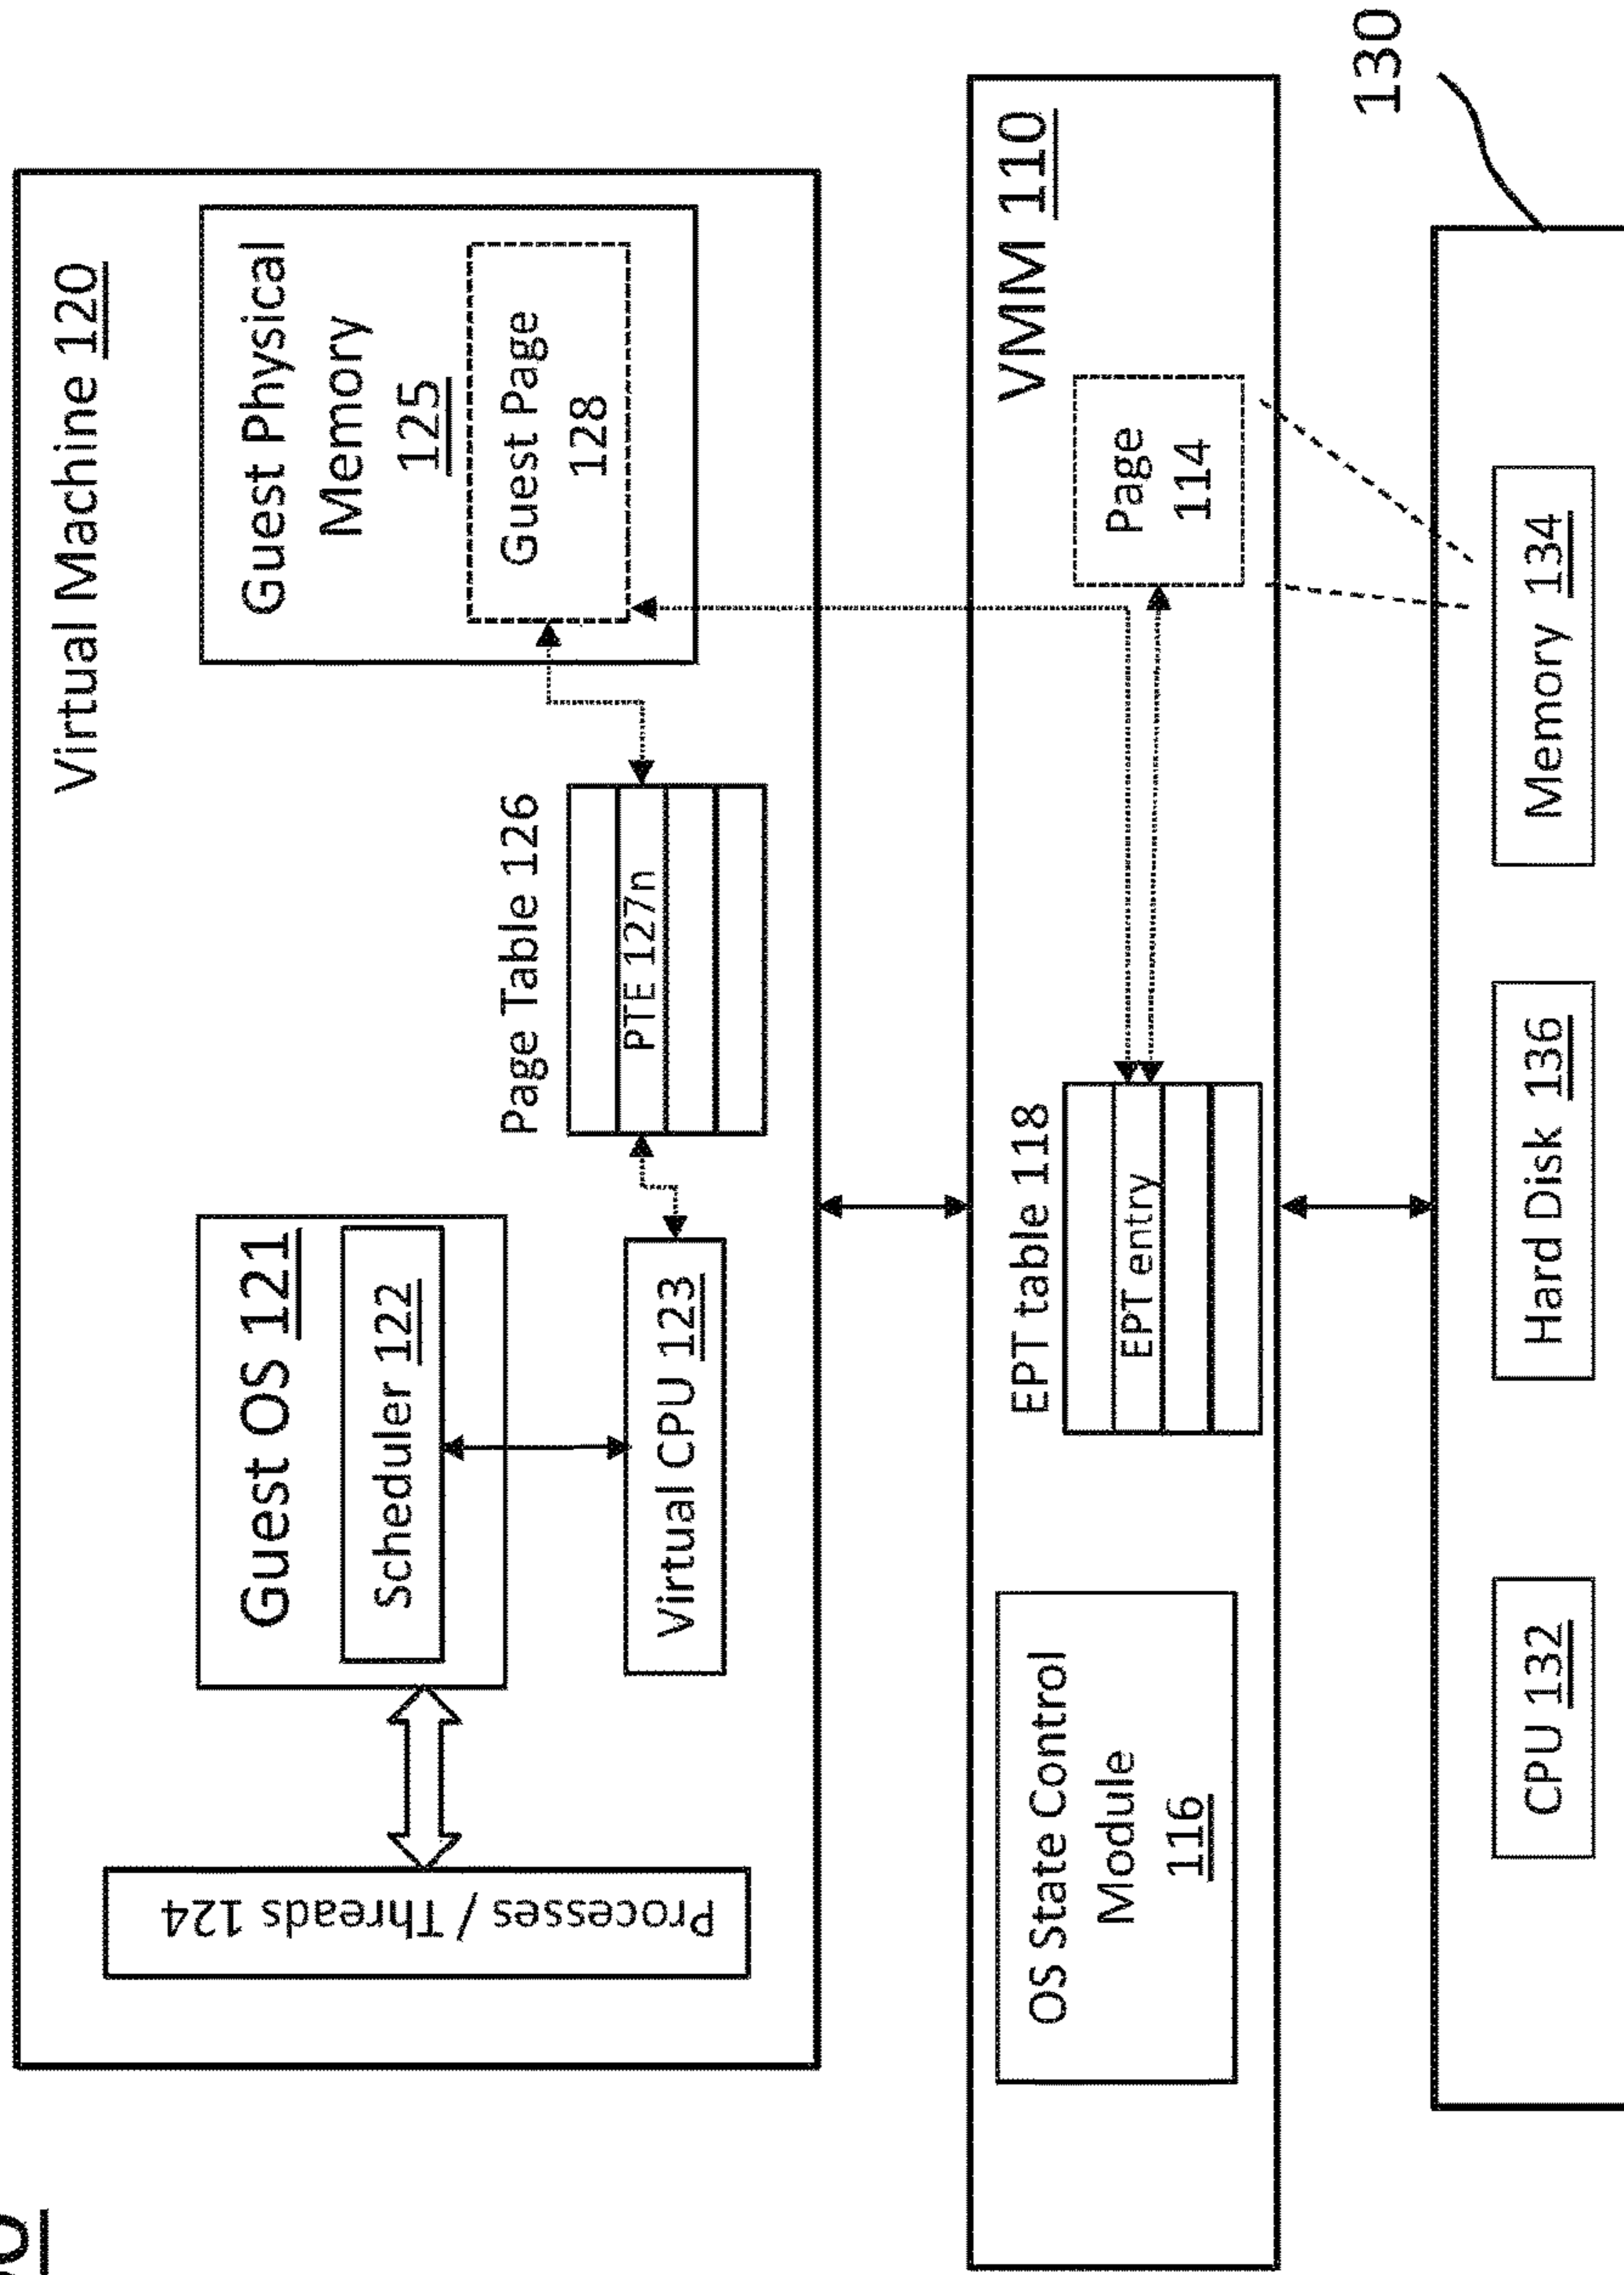 Virtual Machine 120
Processes / Threads 124
Guest OS 121
Scheduler 122
Virtual CPU 123
Page Table 126
PTE 127n
Guest Physical
Memory
125
Guest Page
128
VMM 110
OS State Control
Module
116
EPT table 118
EPT entry
Page
114
130
CPU 132
Hard Disk 136
Memory 134